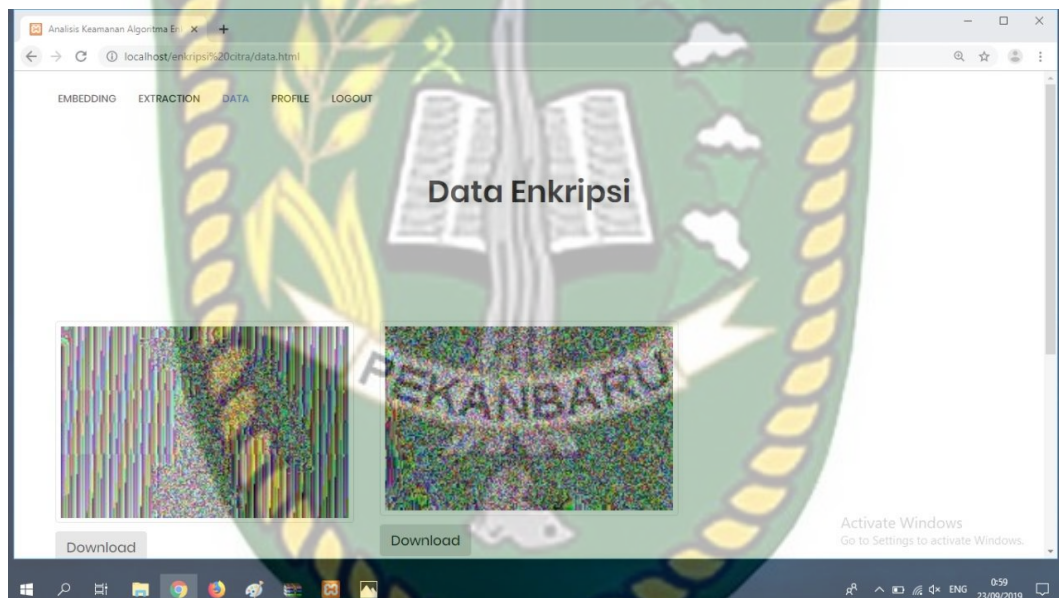 Analisis Keamanan Algoritma En
localhost/enkripsi%20citra/data.html
EMBEDDING EXTRACTION DATA PROFILE LOGOUT
Data Enkripsi
PEKANBARU
Download
Download
Activate Windows
Go to Settings to activate Windows.
ENG
0:59
23/09/2019